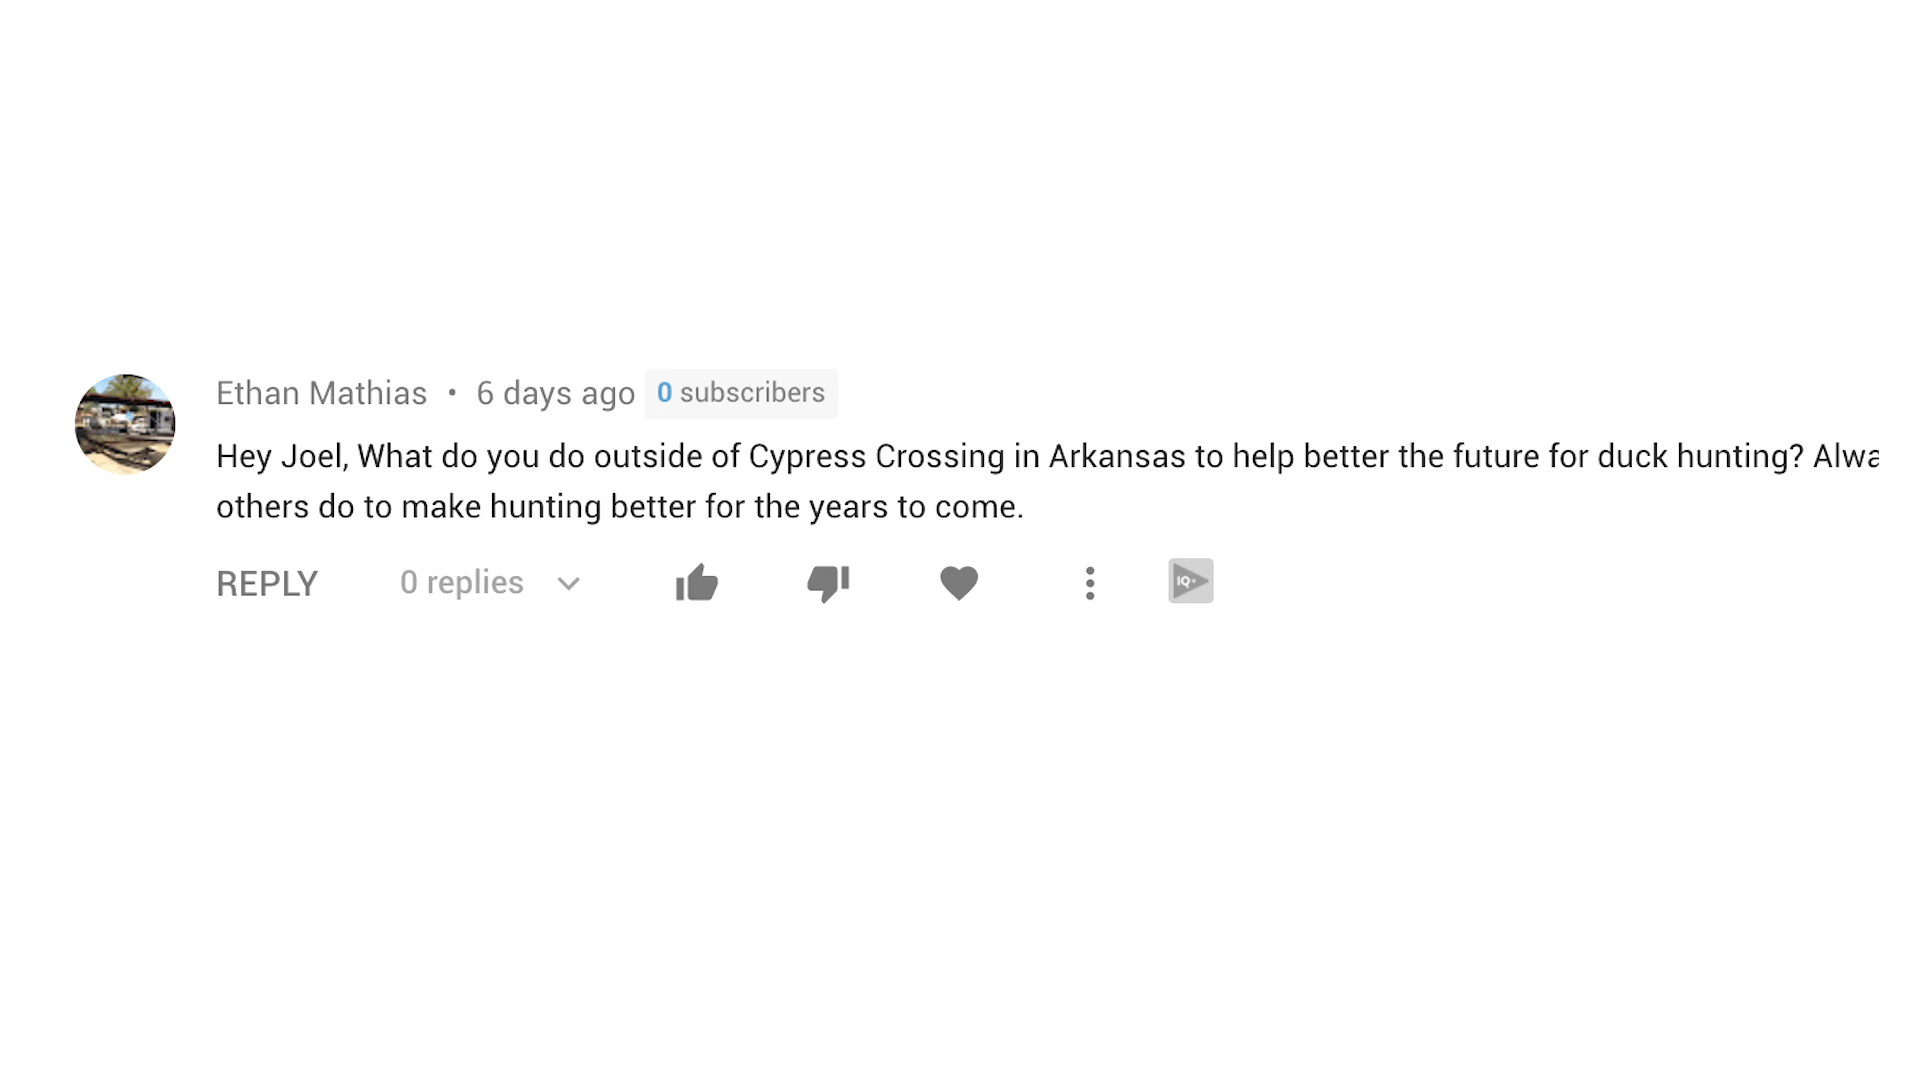 Ethan Mathias • 6 days ago 0 subscribers
Hey Joel, What do you do outside of Cypress Crossing in Arkansas to help better the future for duck hunting? Alwa
others do to make hunting better for the years to come.
REPLY 0 replies IQ